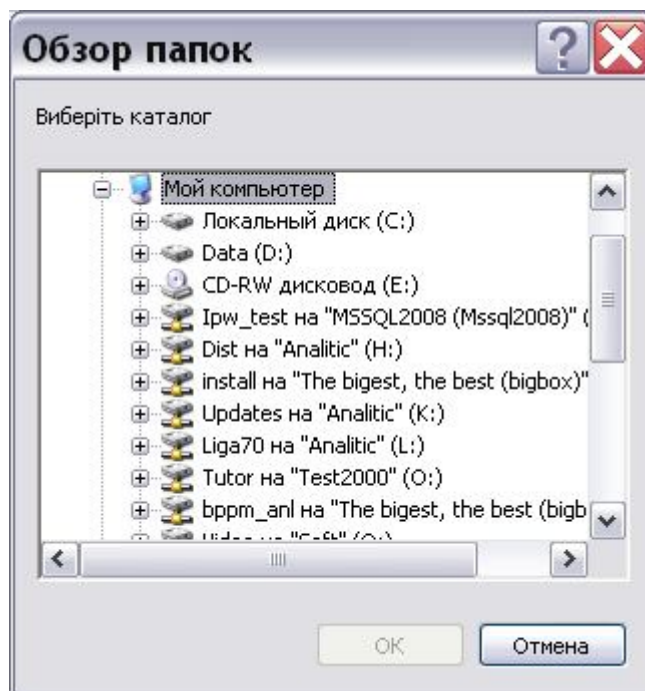 Обзор папок
Виберіть каталог
Мой компьютер
Локальный диск (C:)
Data (D:)
CD-RW дисковод (E:)
Ipw_test на "MSSQL2008 (Mssql2008)" (
Dist на "Analitic" (H:)
install на "The bigest, the best (bigbox)"
Updates на "Analitic" (K:)
Liga70 на "Analitic" (L:)
Tutor на "Test2000" (O:)
bppm_anl на "The bigest, the best (bigb
OK
Отмена